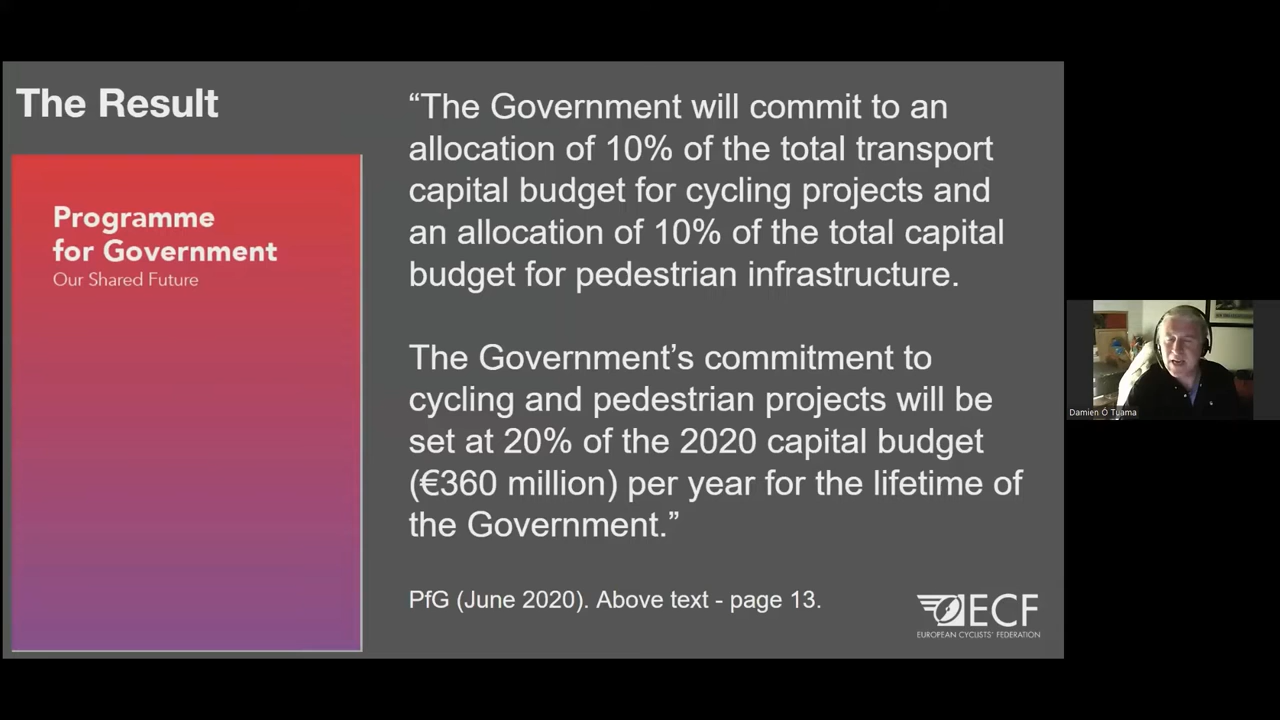 The Result
Programme
for Government
Our Shared Future
“The Government will commit to an
allocation of 10% of the total transport
capital budget for cycling projects and
an allocation of 10% of the total capital
budget for pedestrian infrastructure.
The Government’s commitment to
cycling and pedestrian projects will be
set at 20% of the 2020 capital budget
(€360 million) per year for the lifetime of
the Government.”
PfG (June 2020). Above text - page 13.
ECF
EUROPEAN CYCLISTS’ FEDERATION
Damien Ó Tuama